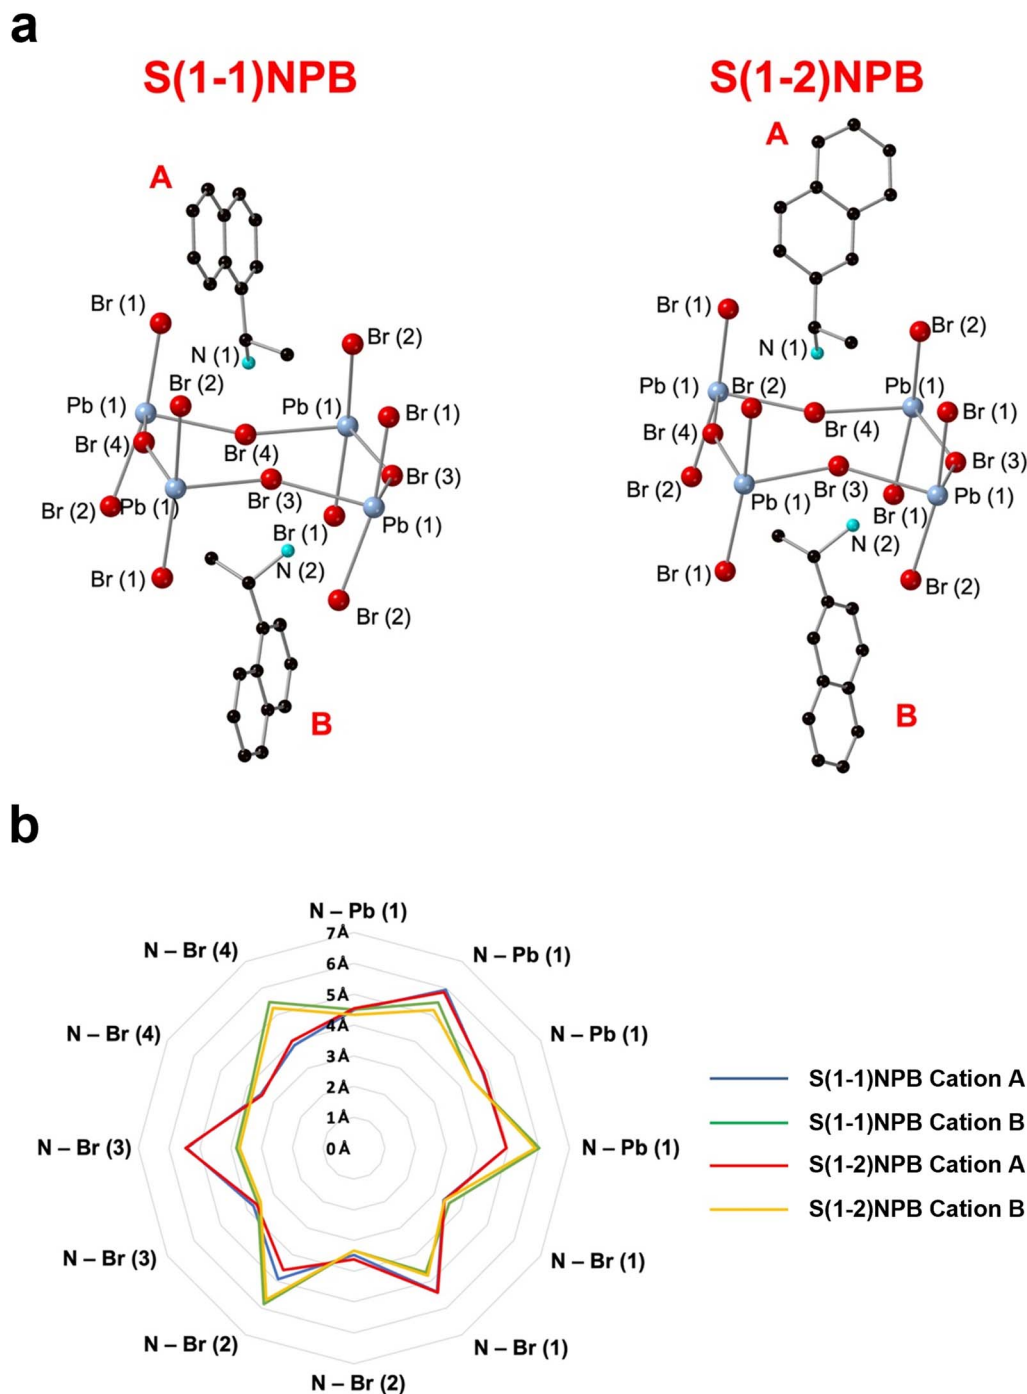 a
S(1-1)NPB
S(1-2)NPB
A
A
Br (1)
Br (2)
N (1)
Br (2)
Pb (1)
Pb (1)
Br (1)
Br (4)
Br (4)
Br (3)
Br (3)
Br (2)
Pb (1)
Pb (1)
Br (1)
N (2)
Br (1)
Br (2)
B
Br (1)
Br (2)
N (1)
Pb (1)
Br (2)
Pb (1)
Br (1)
Br (4)
Br (4)
Br (3)
Br (3)
Br (2)
Pb (1)
Pb (1)
Br (1)
N (2)
Br (1)
Br (2)
B
b
N – Pb (1)
N – Pb (1)
N – Pb (1)
N – Pb (1)
N – Br (1)
N – Br (1)
N – Br (2)
N – Br (2)
N – Br (3)
N – Br (3)
N – Br (4)
N – Br (4)
7Å
6Å
5Å
4Å
3Å
2Å
1Å
0Å
S(1-1)NPB Cation A
S(1-1)NPB Cation B
S(1-2)NPB Cation A
S(1-2)NPB Cation B